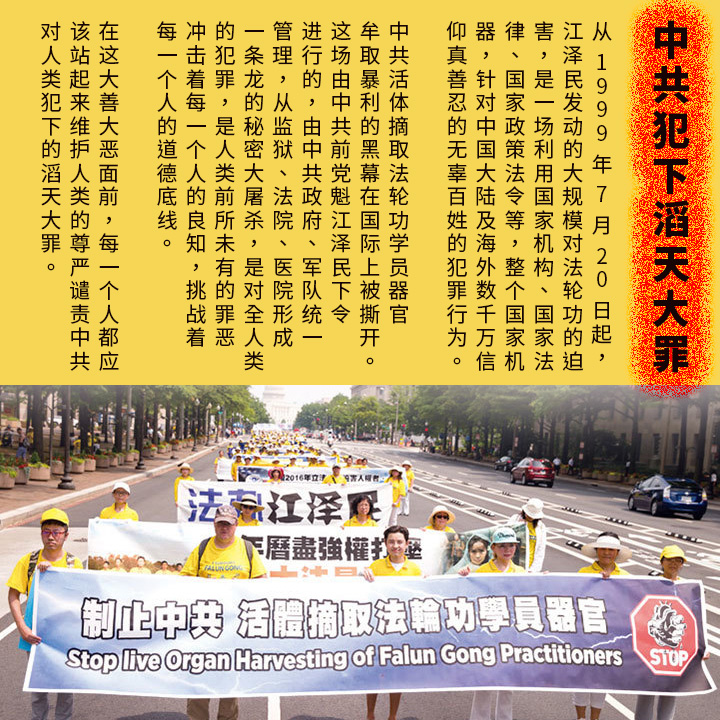 中共犯下滔天大罪
从1999年7月20日起，
江泽民发动的大规模对法轮功的迫
害，是一场利用国家机构、国家法
律、国家政策法令等，整个国家机
器，针对中国大陆及海外数千万信
仰真善忍的无辜百姓的犯罪行为。
中共活体摘取法轮功学员器官
牟取暴利的黑幕在国际上被撕开。
这场由中共前党魁江泽民下令
进行的，由中共政府、军队统一
管理，从监狱、法院、医院形成
一条龙的秘密大屠杀，是对全人类
的犯罪，是人类前所未有的罪恶
冲击着每一个人的良知，挑战着
每一个人的道德底线。
在这大善大恶面前，每一个人都应
该站起来维护人类的尊严谴责中共
对人类犯下的滔天大罪。
2016年
江泽民
年曆盡強權打壓
FALUN GONG
制止中共 活體摘取法輪功學員器官
Stop live Organ Harvesting of Falun Gong Practitioners
STOP